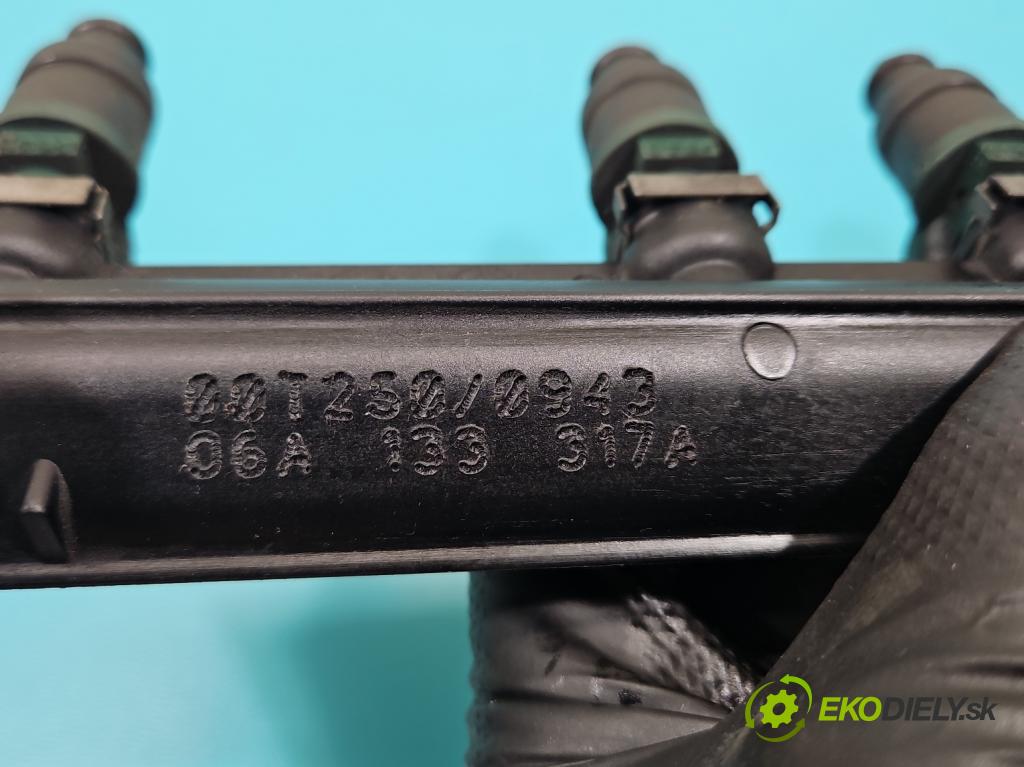 00T250/0943
06A 133 317A
EKODIELY.sk